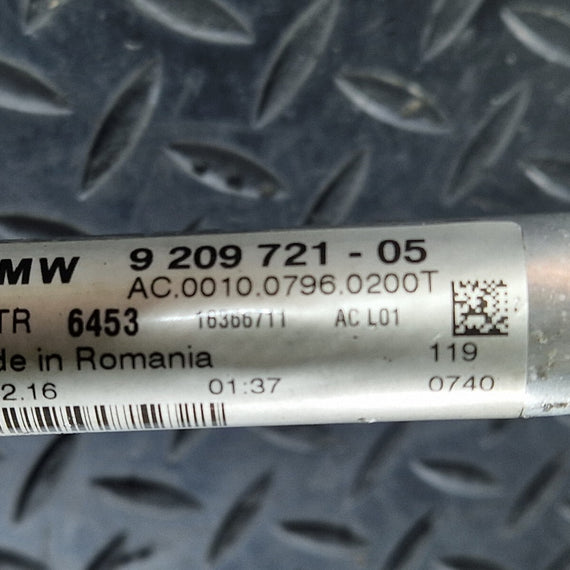 MW 9 209 721 - 05
AC.0010.0796.0200T
TR 6453 16366711 AC L01
de in Romania 119
2.16 01:37 0740